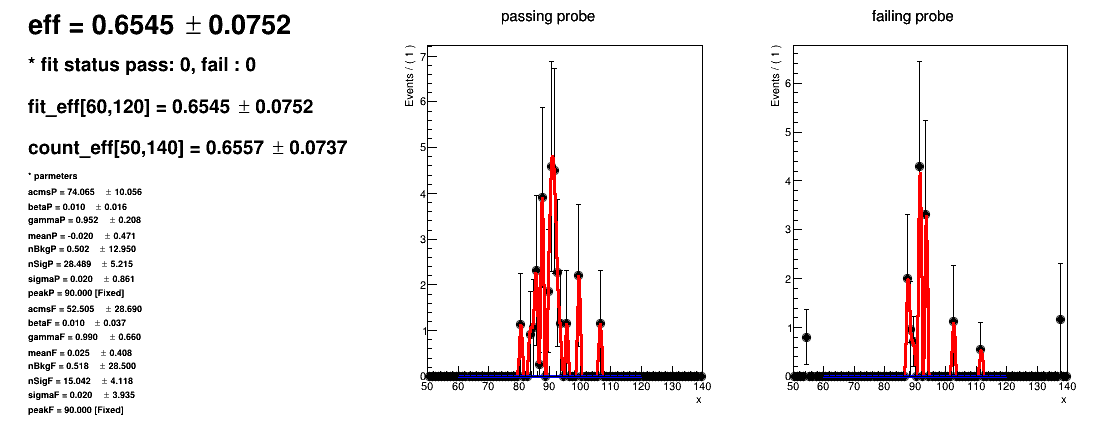 eff = 0.6545 ± 0.0752
* fit status pass: 0, fail : 0
fit_eff[60,120] = 0.6545 ± 0.0752
count_eff[50,140] = 0.6557 ± 0.0737
* parmeters
acmsP = 74.065 ± 10.056
betaP = 0.010 ± 0.016
gammaP = 0.952 ± 0.208
meanP = -0.020 ± 0.471
nBkgP = 0.502 ± 12.950
nSigP = 28.489 ± 5.215
sigmaP = 0.020 ± 0.861
peakP = 90.000 [Fixed]
acmsF = 52.505 ± 28.690
betaF = 0.010 ± 0.037
gammaF = 0.990 ± 0.660
meanF = 0.025 ± 0.408
nBkgF = 0.518 ± 28.500
nSigF = 15.042 ± 4.118
sigmaF = 0.020 ± 3.935
peakF = 90.000 [Fixed]
passing probe
Events / ( 1 )
7
6
5
4
3
2
1
0
50 60 70 80 90 100 110 120 130 140
x
failing probe
Events / ( 1 )
6
5
4
3
2
1
0
50 60 70 80 90 100 110 120 130 140
x